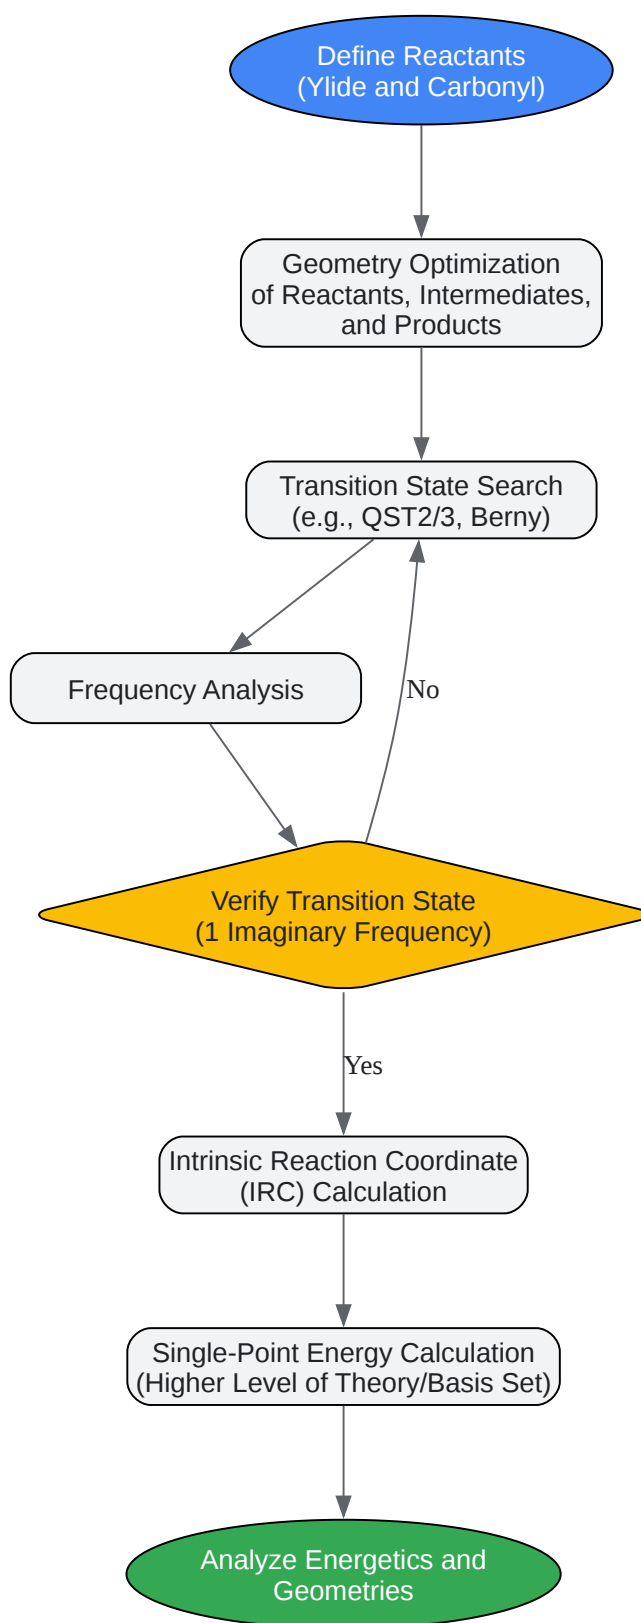 Define Reactants
(Ylide and Carbonyl)
Geometry Optimization
of Reactants, Intermediates,
and Products
Transition State Search
(e.g., QST2/3, Berny)
Frequency Analysis
No
Verify Transition State
(1 Imaginary Frequency)
Yes
Intrinsic Reaction Coordinate
(IRC) Calculation
Single-Point Energy Calculation
(Higher Level of Theory/Basis Set)
Analyze Energetics and
Geometries